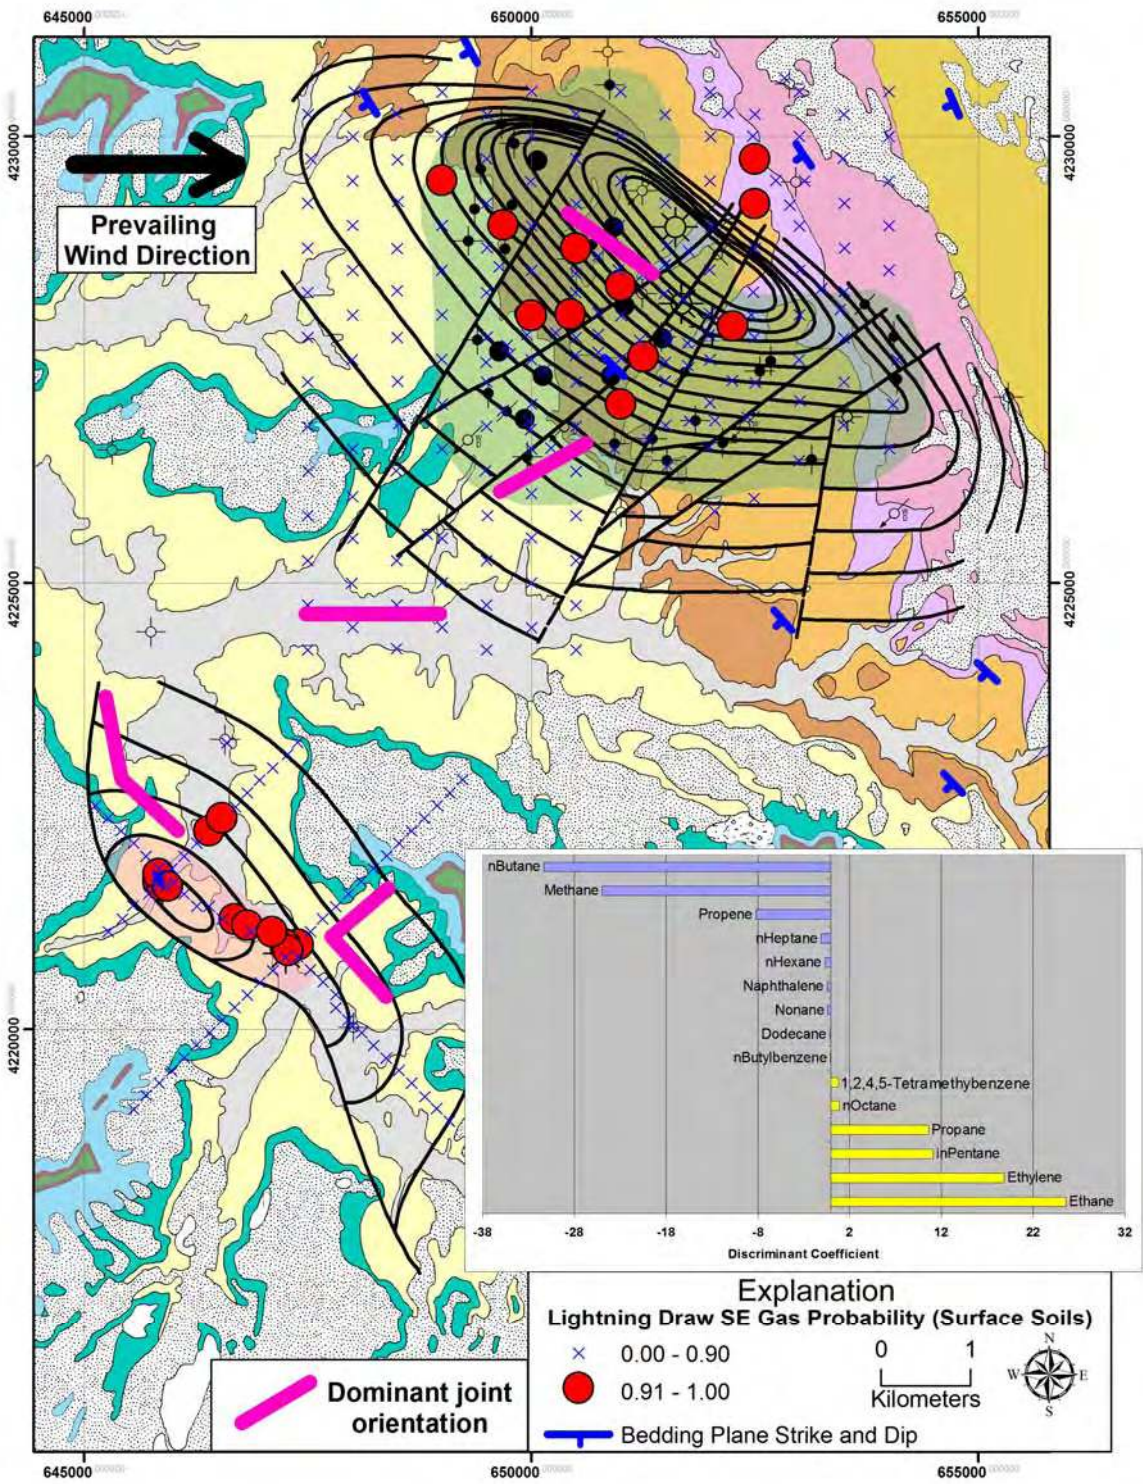 645000
650000
655000
4230000
4230000
Prevailing
Wind Direction
4225000
4225000
4220000
nButane
Methane
Propene
nHeptane
nHexane
Naphthalene
Nonane
Dodecane
nButylbenzene
1,2,4,5-Tetramethybenzene
nOctane
Propane
inPentane
Ethylene
Ethane
-38 -28 -18 -8 2 12 22 32
Discriminant Coefficient
Explanation
Lightning Draw SE Gas Probability (Surface Soils)
0.00 - 0.90
0.91 - 1.00
0 1
Kilometers
N
W E
S
Bedding Plane Strike and Dip
Dominant joint
orientation
645000
650000
655000